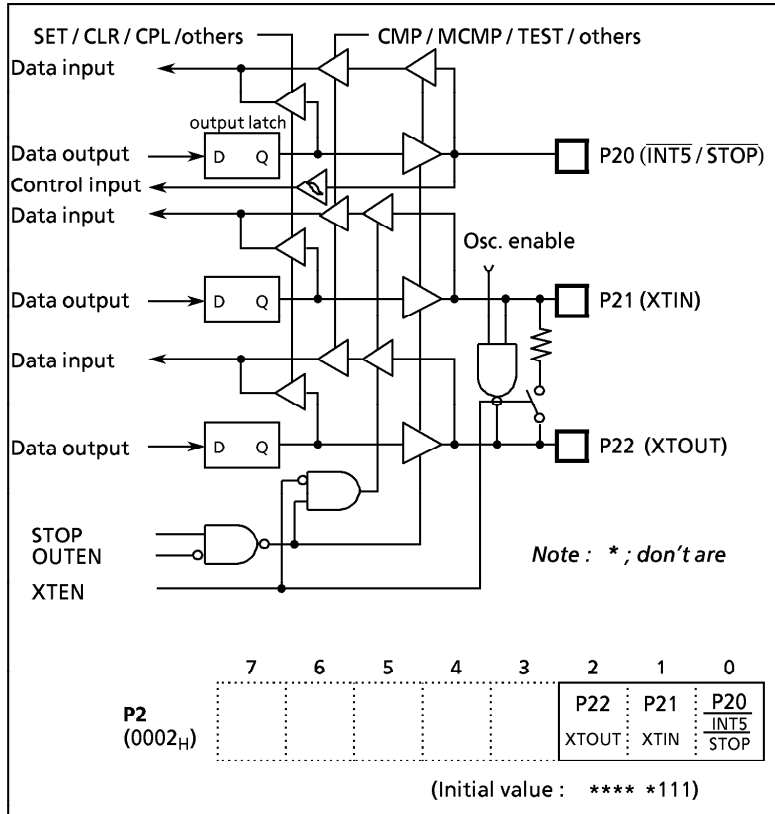 SET / CLR / CPL /others CMP / MCMP / TEST / others
Data input
output latch
Data output D Q P20 (INT5 / STOP)
Control input
Data input
Osc. enable
Data output D Q P21 (XTIN)
Data input
Data output D Q P22 (XTOUT)
STOP
OUTEN
Note : * ; don't are
XTEN
7 6 5 4 3 2 1 0
P2 P22 P21 P20
(0002H) XTOUT XTIN INT5
STOP
(Initial value : **** *111)